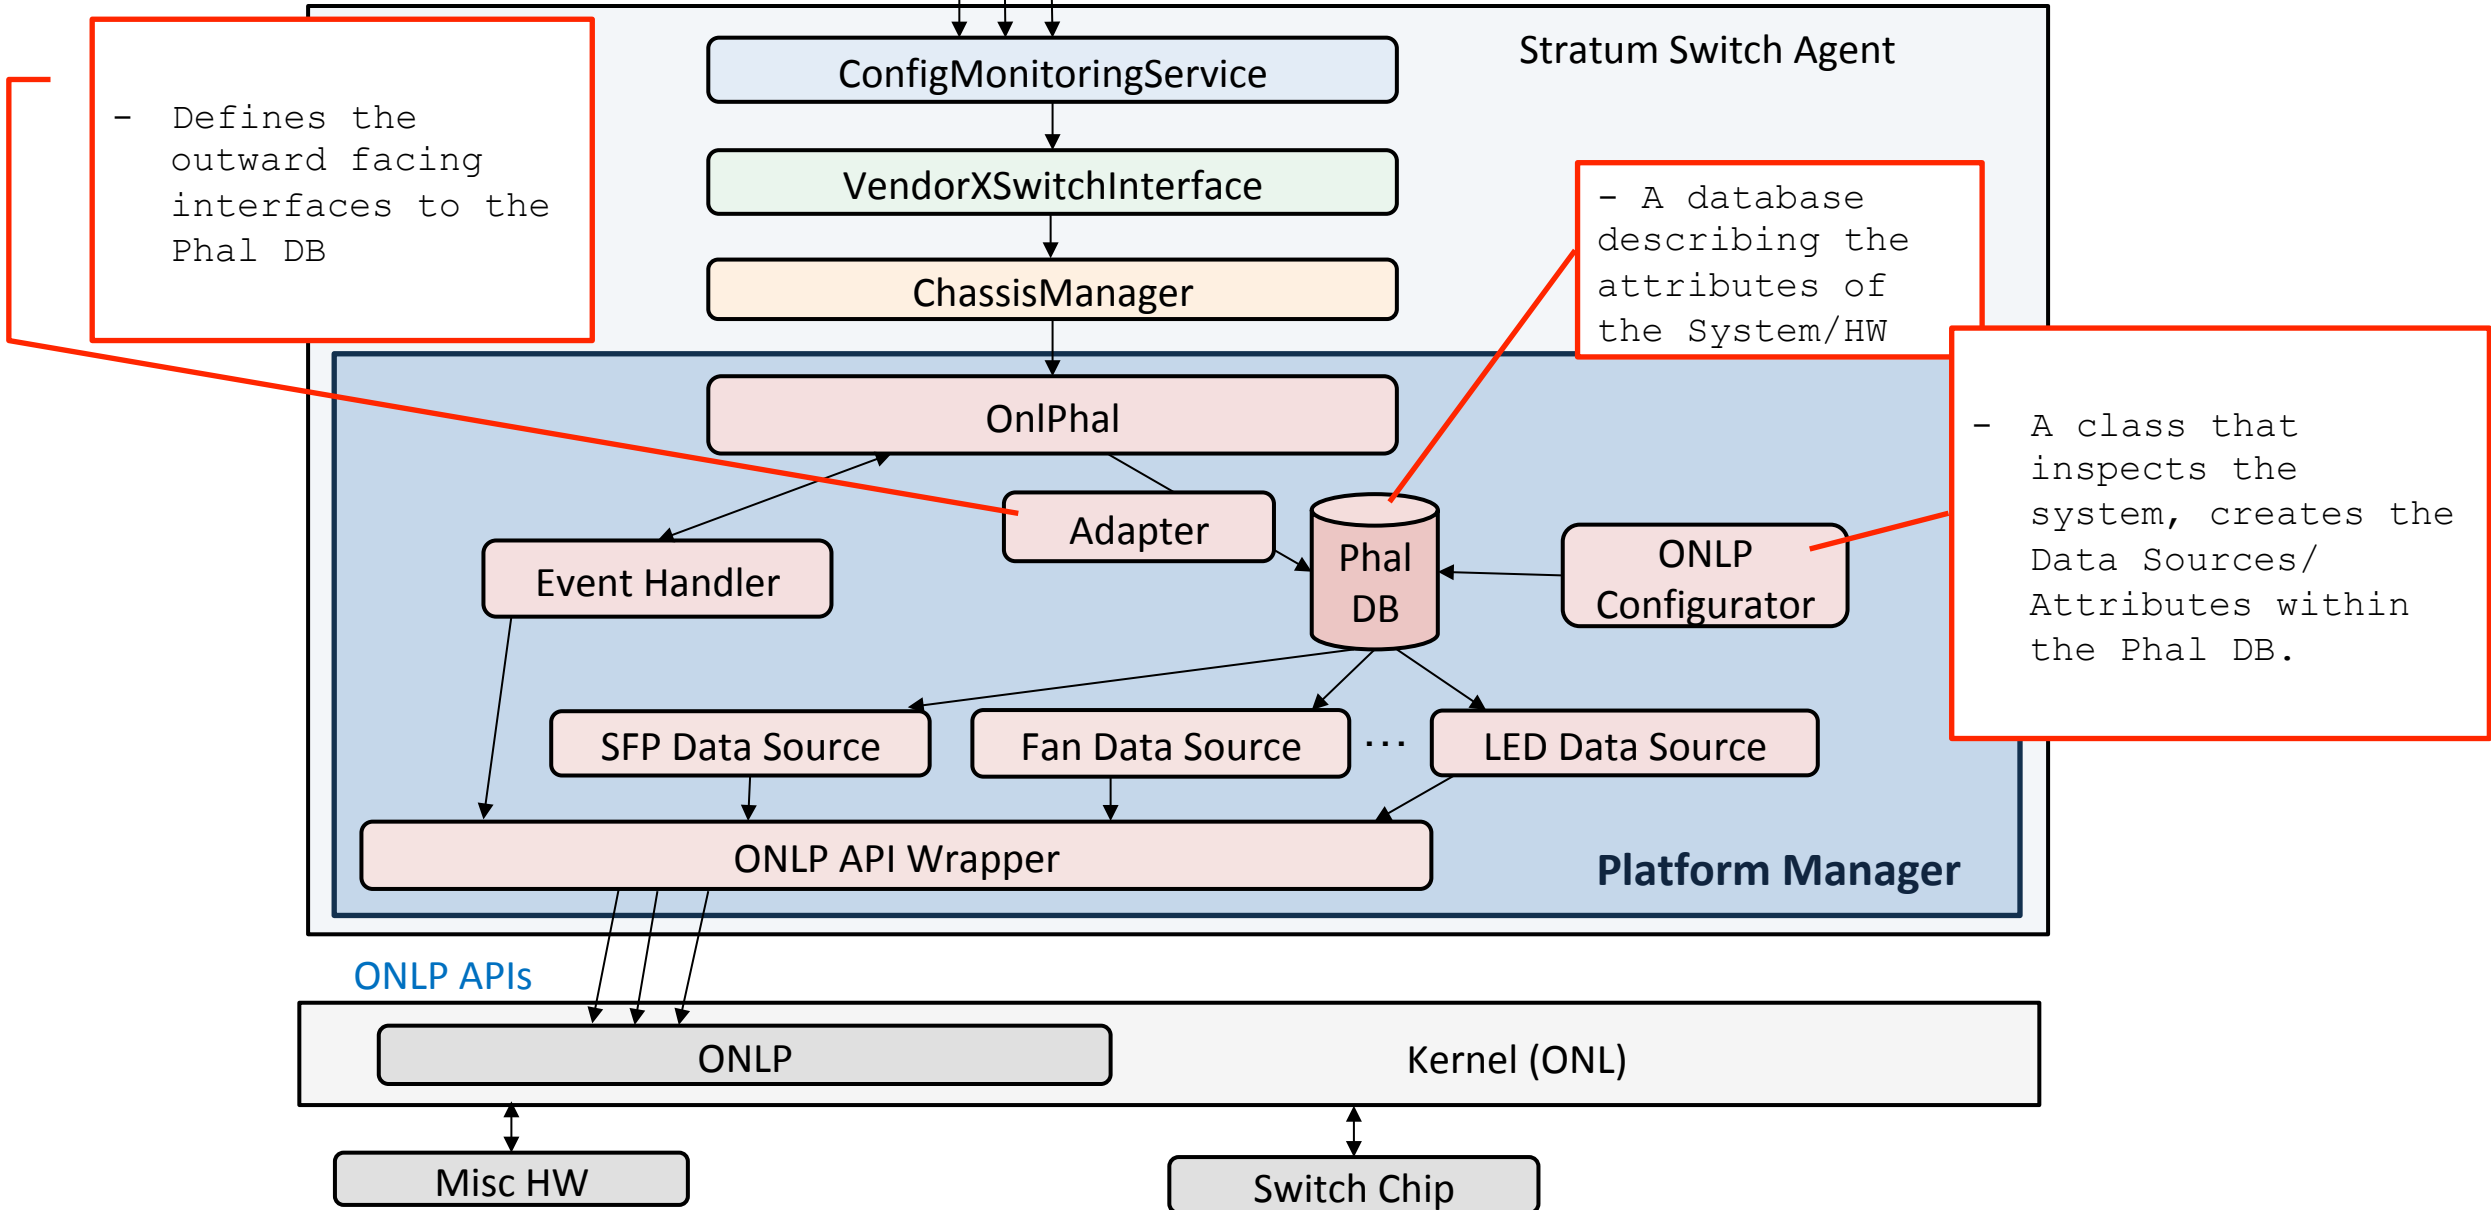 Stratum Switch Agent
ConfigMonitoringService
- Defines the
outward facing
interfaces to the
Phal DB
VendorXSwitchInterface
- A database
describing the
attributes of
the System/HW
ChassisManager
OnlPhal
- A class that
inspects the
system, creates the
Data Sources/
Attributes within
the Phal DB.
Adapter
Event Handler
Phal
DB
ONLP
Configurator
SFP Data Source
Fan Data Source
...
LED Data Source
ONLP API Wrapper
Platform Manager
ONLP APIs
ONLP
Kernel (ONL)
Misc HW
Switch Chip